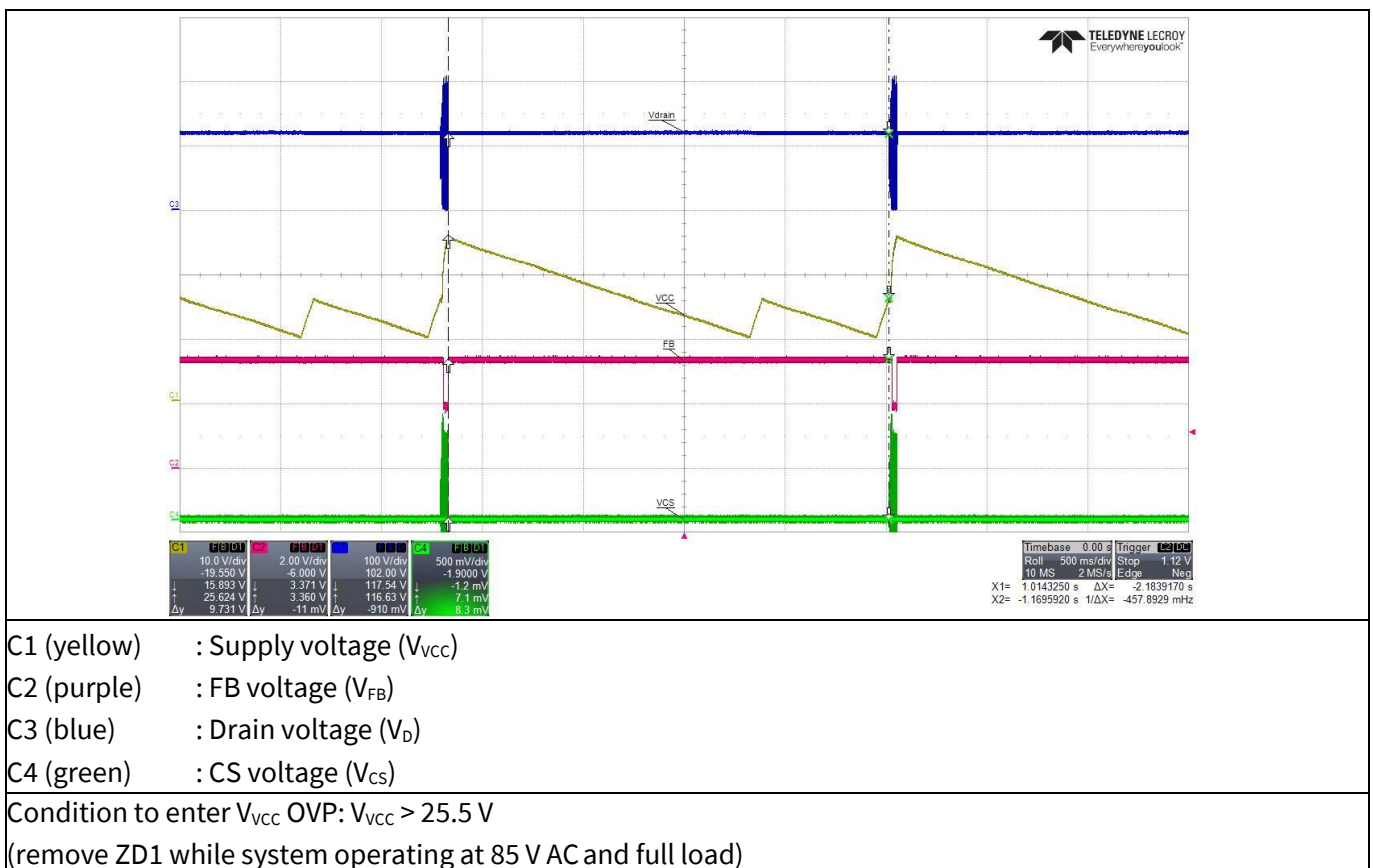 TELEDYNE LECROY
Everywhereyoulook
Vdrain
C3
VCC
FB
C1
C2
VCS
C4
C1 F B D1 C2 F B D1 C4 F B D1
10.0 V/div 2.00 V/div 100 V/div 500 mV/div
-19.550 V -6.000 V 102.00 V -1.9000 V
↓ 15.893 V ↓ 3.371 V ↓ 117.54 V ↓ -1.2 mV
↑ 25.624 V ↑ 3.360 V ↑ 116.63 V ↑ 7.1 mV
Δy 9.731 V Δy -11 mV Δy -910 mV Δy 8.3 mV
Timebase 0.00 s Trigger C2 DC
Roll 500 ms/div Stop 1.12 V
10 MS 2 MS/s Edge Neg
X1= 1.0143250 s ΔX= -2.1839170 s
X2= -1.1695920 s 1/ΔX= -457.8929 mHz
C1 (yellow) : Supply voltage (VVCC)
C2 (purple) : FB voltage (VFB)
C3 (blue) : Drain voltage (VD)
C4 (green) : CS voltage (VCS)
Condition to enter VVCC OVP: VVCC > 25.5 V
(remove ZD1 while system operating at 85 V AC and full load)